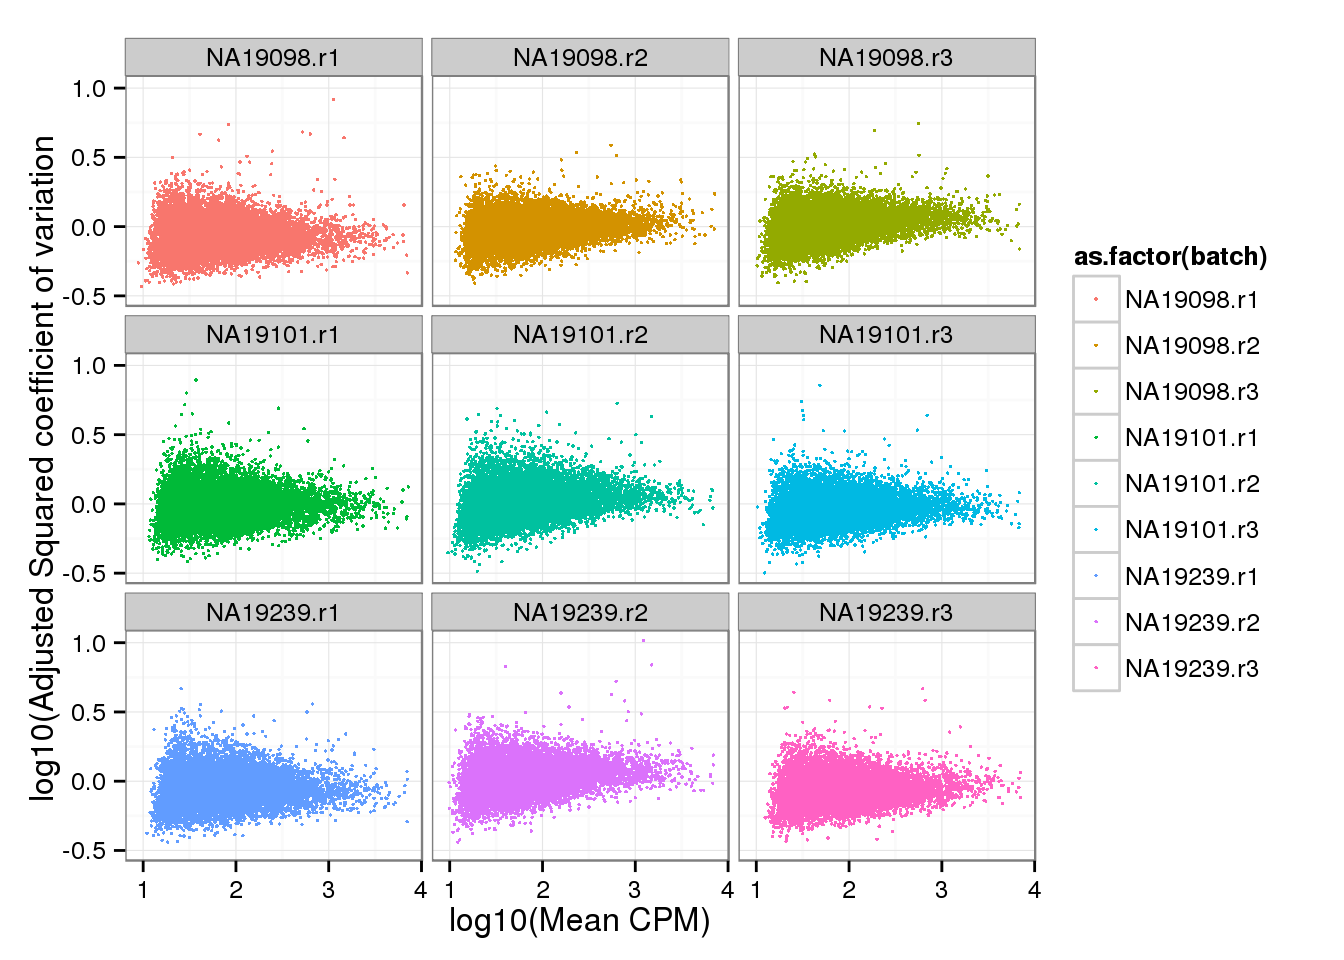 NA19098.r1 NA19098.r2 NA19098.r3
1.0
0.5
0.0
-0.5
NA19101.r1 NA19101.r2 NA19101.r3
1.0
0.5
0.0
-0.5
NA19239.r1 NA19239.r2 NA19239.r3
1.0
0.5
0.0
-0.5
1 2 3 4 1 2 3 4 1 2 3 4
log10(Mean CPM)
log10(Adjusted Squared coefficient of variation)
as.factor(batch)
NA19098.r1
NA19098.r2
NA19098.r3
NA19101.r1
NA19101.r2
NA19101.r3
NA19239.r1
NA19239.r2
NA19239.r3